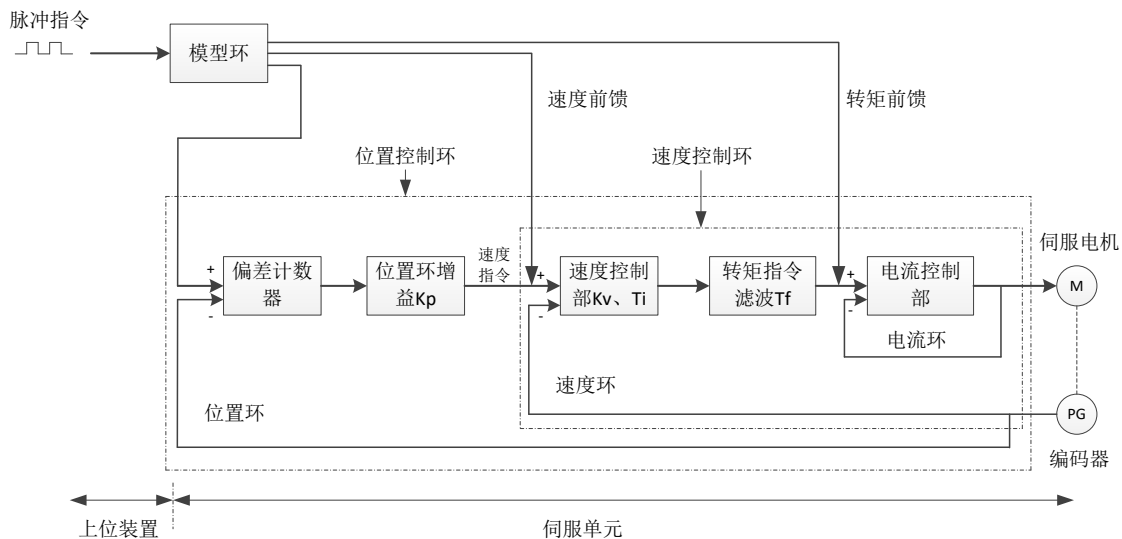 脉冲指令
模型环
速度前馈
转矩前馈
位置控制环
速度控制环
伺服电机
+
偏差计数
器
-
位置环增
益Kp
速度
指令
+
速度控制
部Kv、Ti
-
转矩指令
滤波Tf
+
电流控制
部
-
M
电流环
速度环
位置环
PG
编码器
上位装置
伺服单元